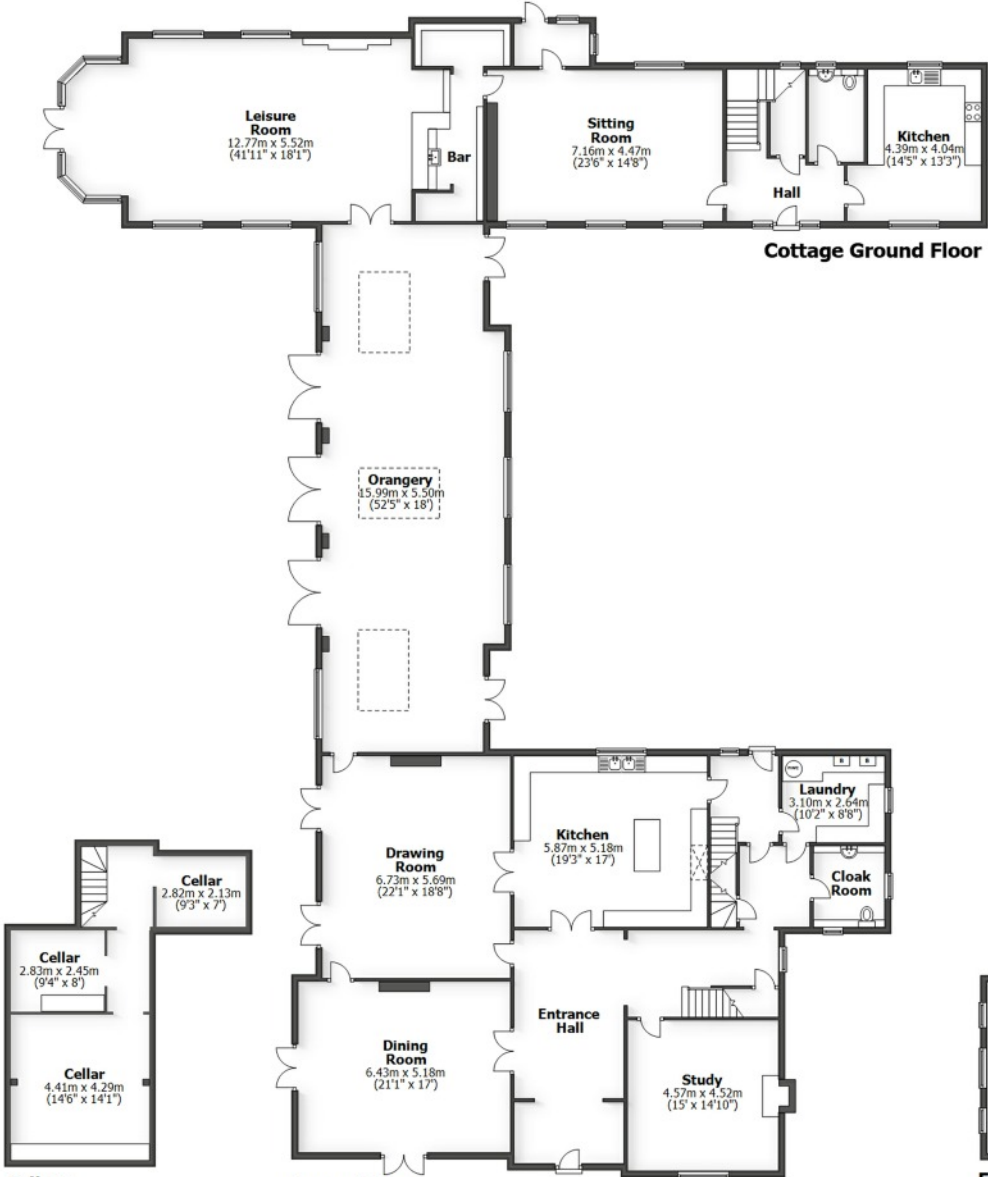 Leisure
Room
12.77m x 5.52m
(41'11" x 18'1")
Bar
Sitting
Room
7.16m x 4.47m
(23'6" x 14'8")
Hall
Kitchen
4.39m x 4.04m
(14'5" x 13'3")
Cottage Ground Floor
Orangery
15.99m x 5.50m
(52'5" x 18')
Drawing
Room
6.73m x 5.69m
(22'1" x 18'8")
Kitchen
5.87m x 5.18m
(19'3" x 17')
Laundry
3.10m x 2.64m
(10'2" x 8'8")
Cloak
Room
Cellar
2.82m x 2.13m
(9'3" x 7')
Cellar
2.83m x 2.45m
(9'4" x 8')
Cellar
4.41m x 4.29m
(14'6" x 14'1")
Entrance
Hall
Dining
Room
6.43m x 5.18m
(21'1" x 17')
Study
4.57m x 4.52m
(15' x 14'10")